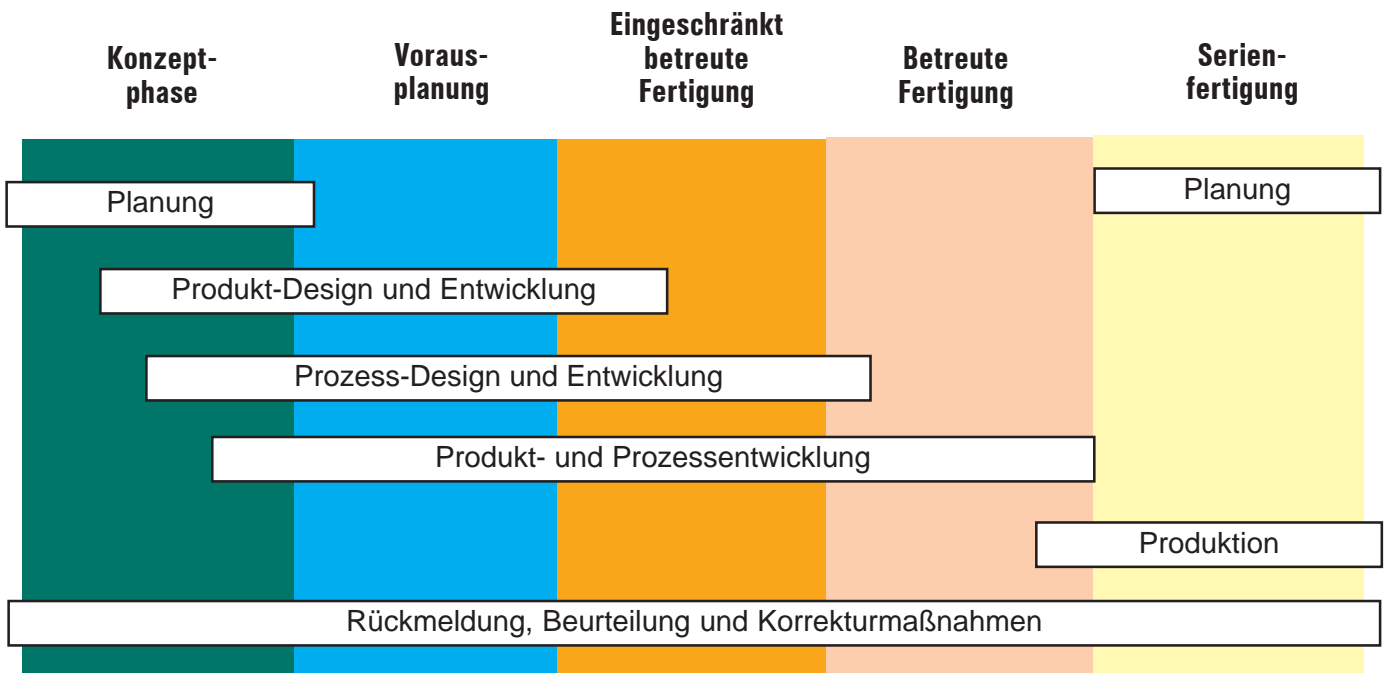 Konzept-
phase
Voraus-
planung
Eingeschränkt
betreute
Fertigung
Betreute
Fertigung
Serien-
fertigung
Planung
Planung
Produkt-Design und Entwicklung
Prozess-Design und Entwicklung
Produkt- und Prozessentwicklung
Produktion
Rückmeldung, Beurteilung und Korrekturmaßnahmen